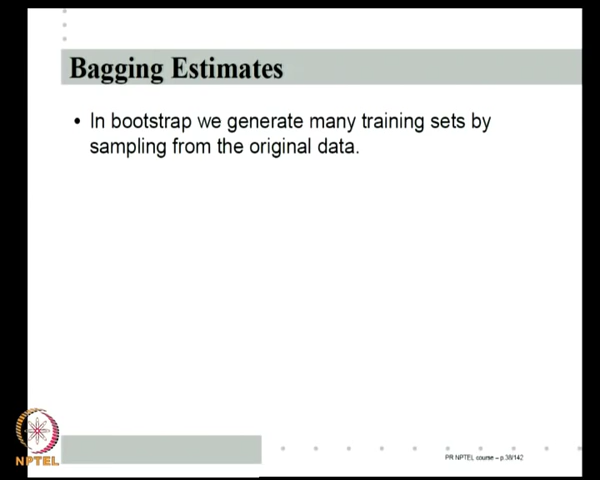 Bagging Estimates
• In bootstrap we generate many training sets by
sampling from the original data.
NPTEL
PR NPTEL course – p.38/142